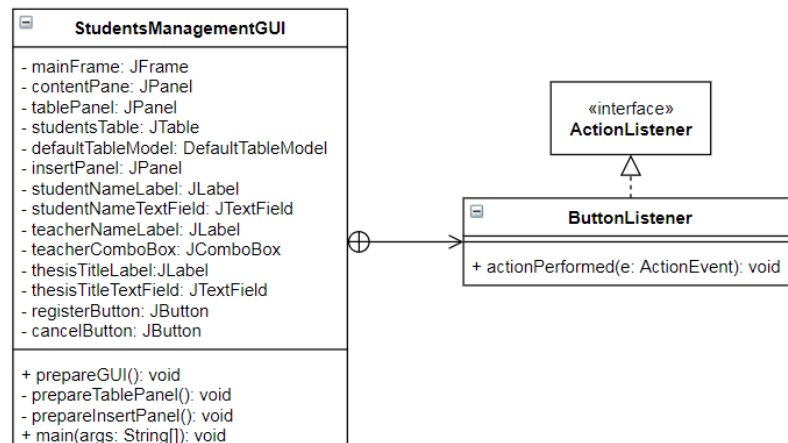 StudentsManagementGUI
- mainFrame: JFrame
- contentPane: JPanel
- tablePanel: JPanel
- studentsTable: JTable
- defaultTableModel: DefaultTableModel
- insertPanel: JPanel
- studentNameLabel: JLabel
- studentNameTextField: JTextField
- teacherNameLabel: JLabel
- teacherComboBox: JComboBox
- thesisTitleLabel:JLabel
- thesisTitleTextField: JTextField
- registerButton: JButton
- cancelButton: JButton
+ prepareGUI(): void
- prepareTablePanel(): void
- prepareInsertPanel(): void
+ main(args: String[]): void
«interface»
ActionListener
ButtonListener
+ actionPerformed(e: ActionEvent): void